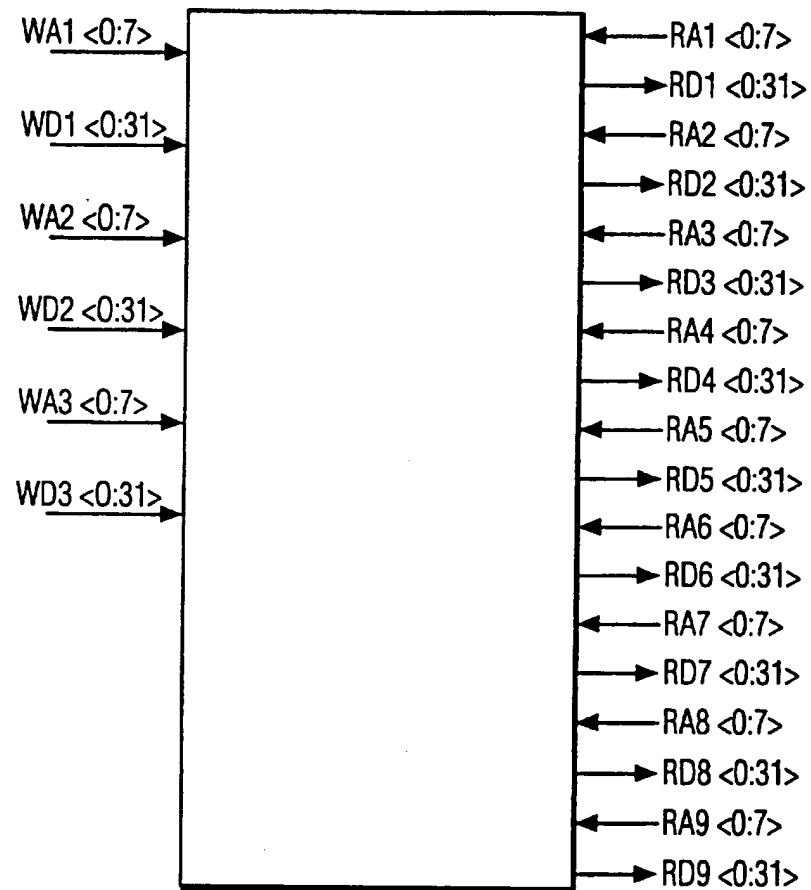 WA1 <0:7>
WD1 <0:31>
WA2 <0:7>
WD2 <0:31>
WA3 <0:7>
WD3 <0:31>
RA1 <0:7>
RD1 <0:31>
RA2 <0:7>
RD2 <0:31>
RA3 <0:7>
RD3 <0:31>
RA4 <0:7>
RD4 <0:31>
RA5 <0:7>
RD5 <0:31>
RA6 <0:7>
RD6 <0:31>
RA7 <0:7>
RD7 <0:31>
RA8 <0:7>
RD8 <0:31>
RA9 <0:7>
RD9 <0:31>